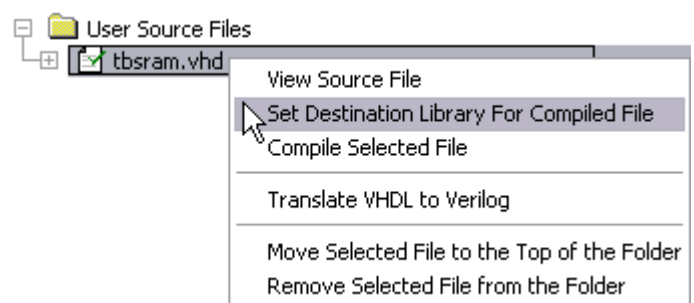 User Source Files
tbsram.vhd
View Source File
Set Destination Library For Compiled File
Compile Selected File
Translate VHDL to Verilog
Move Selected File to the Top of the Folder
Remove Selected File from the Folder